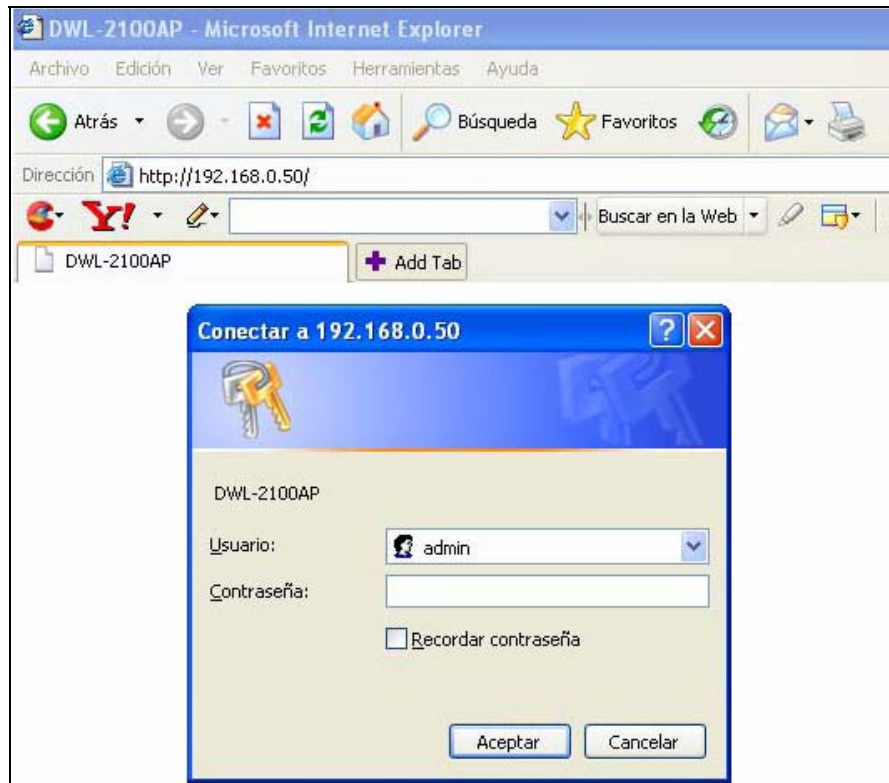 DWL-2100AP - Microsoft Internet Explorer
Archivo Edición Ver Favoritos Herramientas Ayuda
Atrás Búsqueda Favoritos
Dirección http://192.168.0.50/
Y! Buscar en la Web
DWL-2100AP Add Tab
Conectar a 192.168.0.50
DWL-2100AP
Usuario: admin
Contraseña:
Recordar contraseña
Aceptar Cancelar